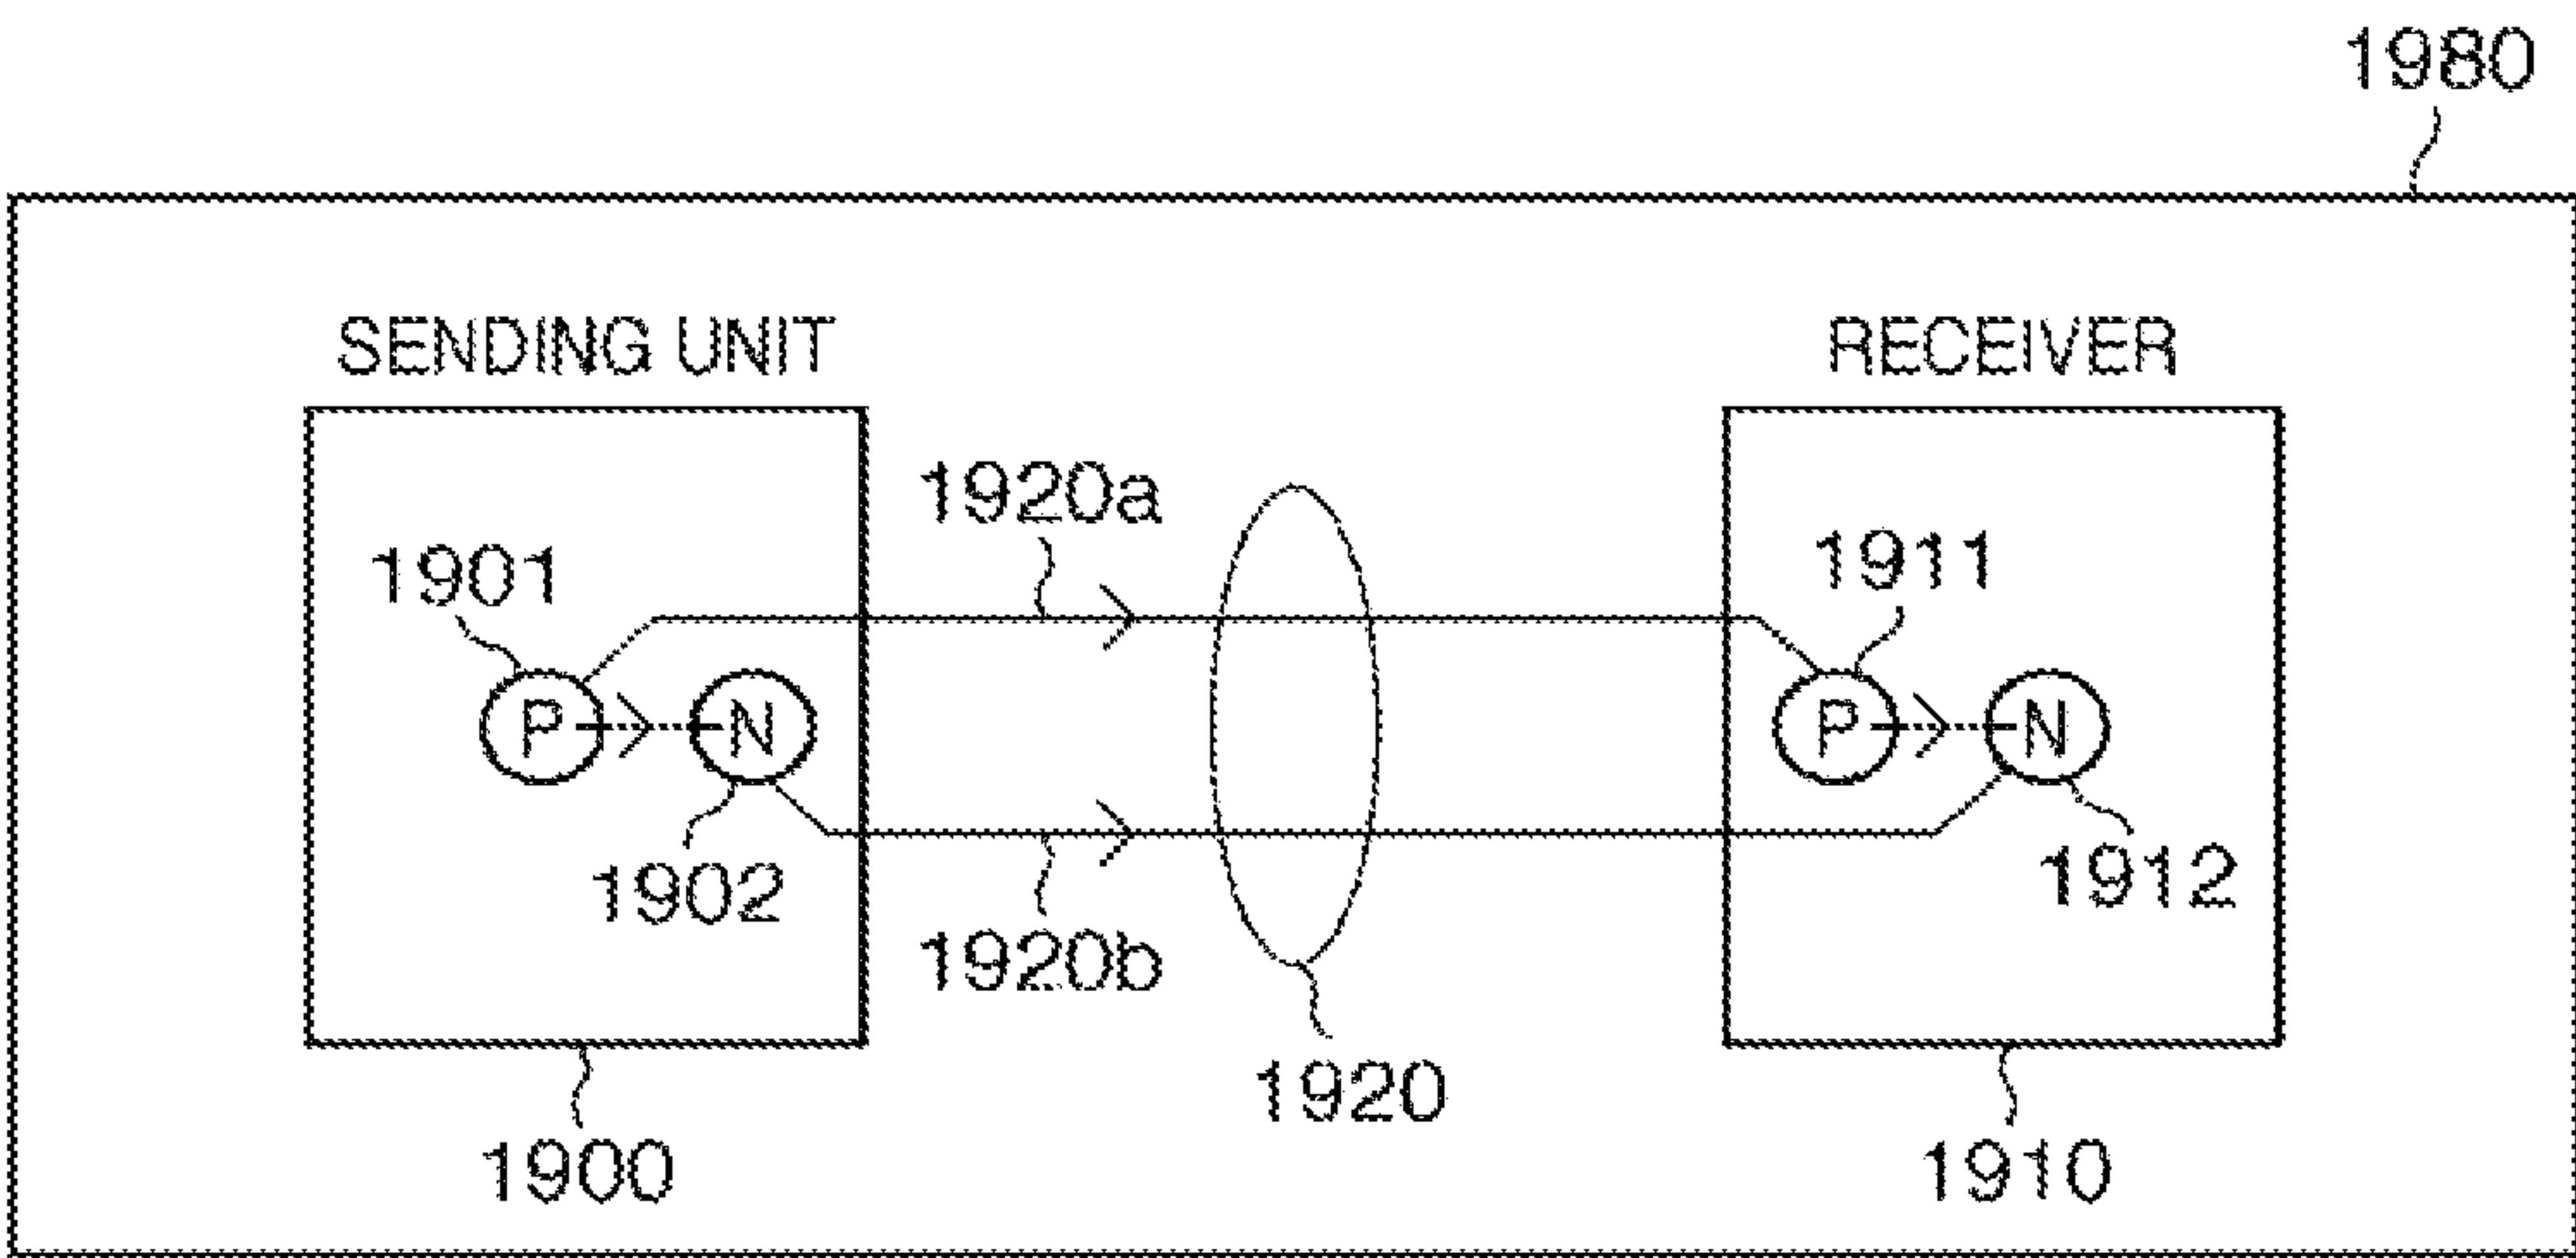 1980
SENDING UNIT
RECEIVER
1920a
1901
1911
P
N
P
N
1902
1912
1920b
1920
1900
1910